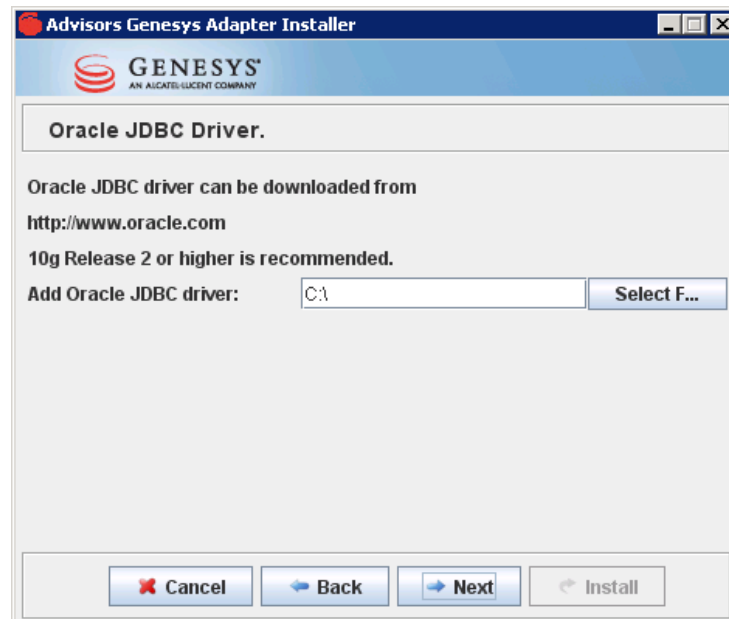 Advisors Genesys Adapter Installer
GENESYS
AN ALCATEL-LUCENT COMPANY
Oracle JDBC Driver.
Oracle JDBC driver can be downloaded from
http://www.oracle.com
10g Release 2 or higher is recommended.
Add Oracle JDBC driver: C:\ Select F...
Cancel Back Next Install